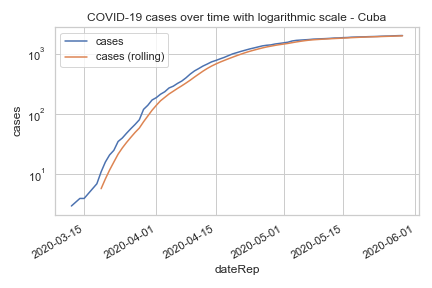 COVID-19 cases over time with logarithmic scale - Cuba
cases
cases (rolling)
10³
10²
10¹
cases
2020-03-15
2020-04-01
2020-04-15
2020-05-01
2020-05-15
2020-06-01
dateRep